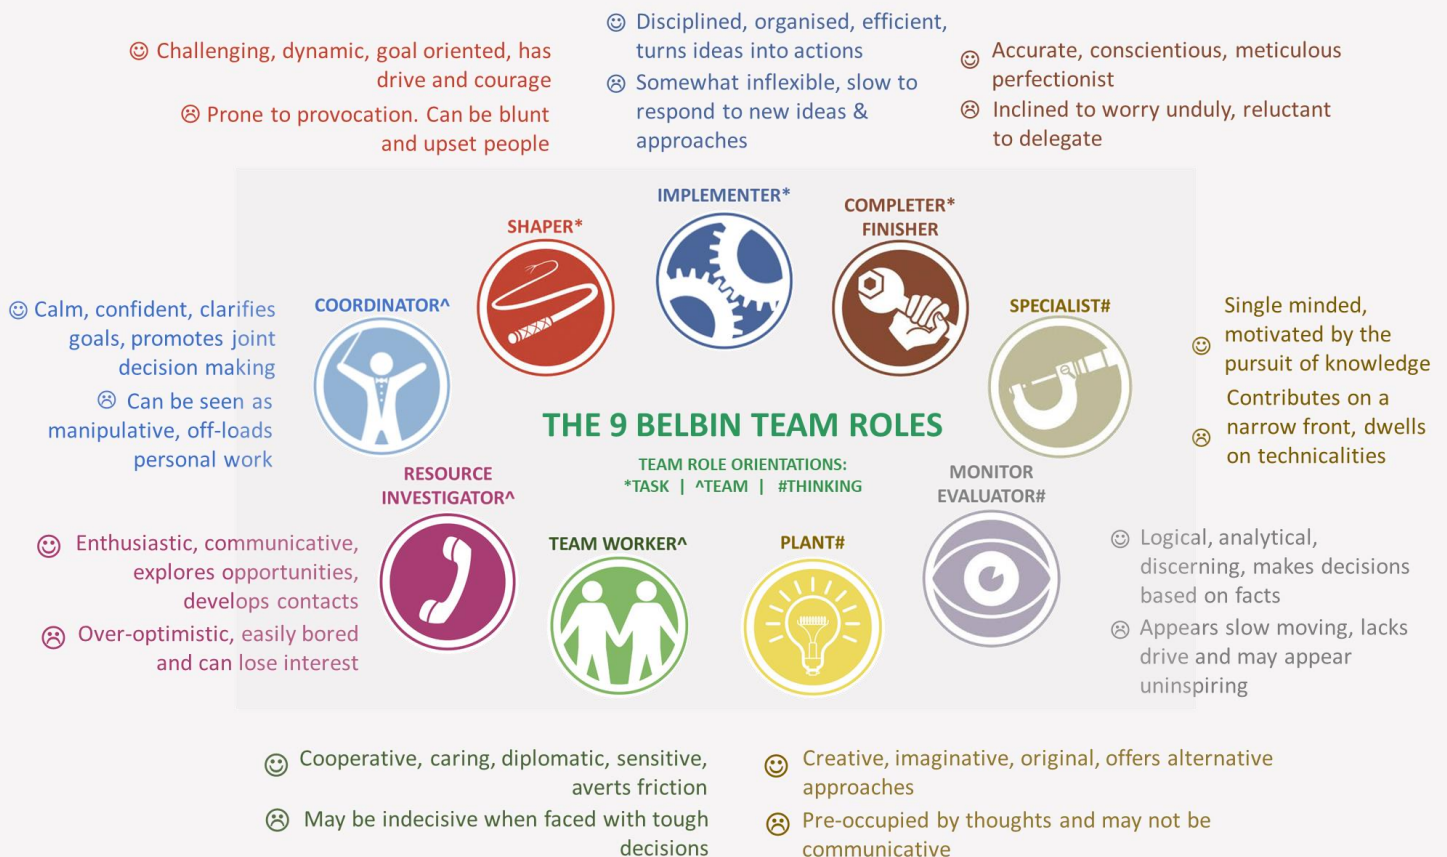 ☺ Challenging, dynamic, goal oriented, has
drive and courage
☹ Prone to provocation. Can be blunt
and upset people
☺ Disciplined, organised, efficient,
turns ideas into actions
☹ Somewhat inflexible, slow to
respond to new ideas &
approaches
☺ Accurate, conscientious, meticulous
perfectionist
☹ Inclined to worry unduly, reluctant
to delegate
SHAPER*
IMPLEMENTER*
COMPLETER*
FINISHER
☺ Calm, confident, clarifies
goals, promotes joint
decision making
☹ Can be seen as
manipulative, off-loads
personal work
COORDINATOR^
SPECIALIST#
☺ Single minded,
motivated by the
pursuit of knowledge
☹ Contributes on a
narrow front, dwells
on technicalities
THE 9 BELBIN TEAM ROLES
TEAM ROLE ORIENTATIONS:
*TASK | ^TEAM | #THINKING
RESOURCE
INVESTIGATOR^
MONITOR
EVALUATOR#
☺ Enthusiastic, communicative,
explores opportunities,
develops contacts
☹ Over-optimistic, easily bored
and can lose interest
TEAM WORKER^
PLANT#
☺ Logical, analytical,
discerning, makes decisions
based on facts
☹ Appears slow moving, lacks
drive and may appear
uninspiring
☺ Cooperative, caring, diplomatic, sensitive,
averts friction
☹ May be indecisive when faced with tough
decisions
☺ Creative, imaginative, original, offers alternative
approaches
☹ Pre-occupied by thoughts and may not be
communicative